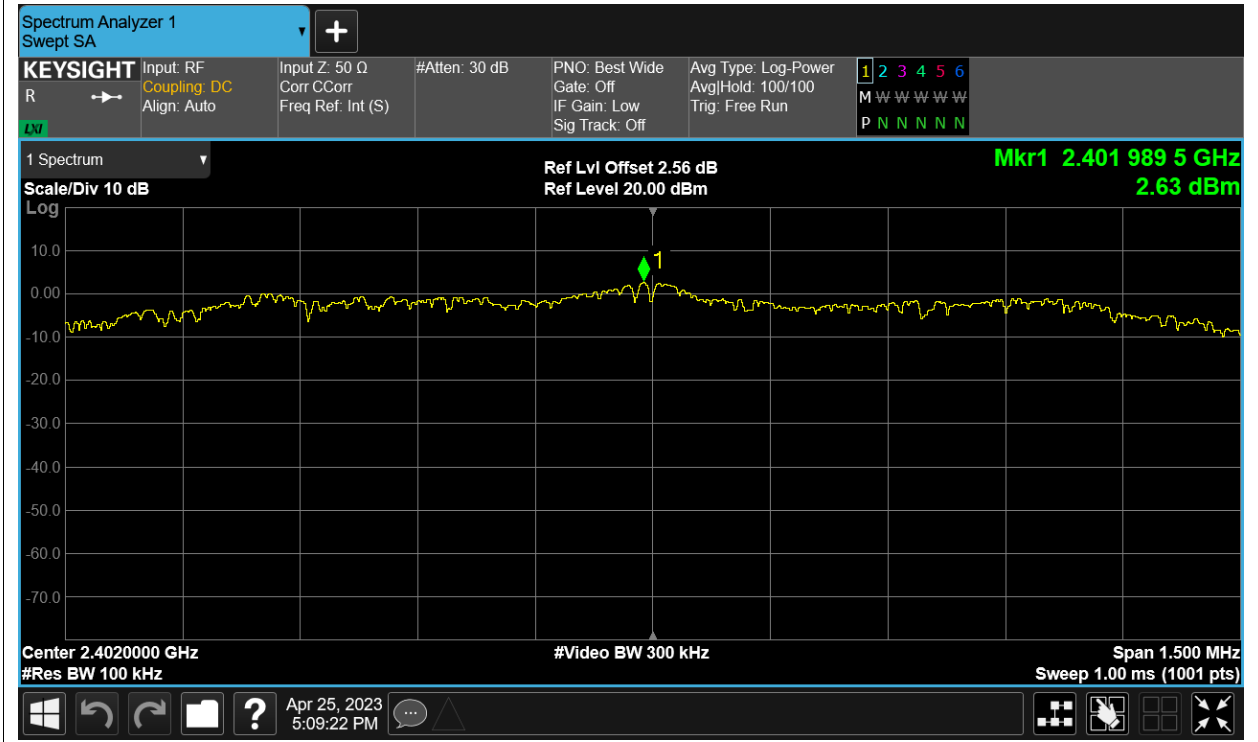 Spectrum Analyzer 1
Swept SA
KEYSIGHT
R
LXI
Input: RF
Coupling: DC
Align: Auto
Input Z: 50 Ω
Corr CCorr
Freq Ref: Int (S)
#Atten: 30 dB
PNO: Best Wide
Gate: Off
IF Gain: Low
Sig Track: Off
Avg Type: Log-Power
Avg|Hold: 100/100
Trig: Free Run
1 2 3 4 5 6
M W W W W W
P N N N N N
1 Spectrum
Scale/Div 10 dB
Log
Ref Lvl Offset 2.56 dB
Ref Level 20.00 dBm
Mkr1 2.401 989 5 GHz
2.63 dBm
1
10.0
0.00
-10.0
-20.0
-30.0
-40.0
-50.0
-60.0
-70.0
Center 2.4020000 GHz
#Res BW 100 kHz
#Video BW 300 kHz
Span 1.500 MHz
Sweep 1.00 ms (1001 pts)
?
Apr 25, 2023
5:09:22 PM